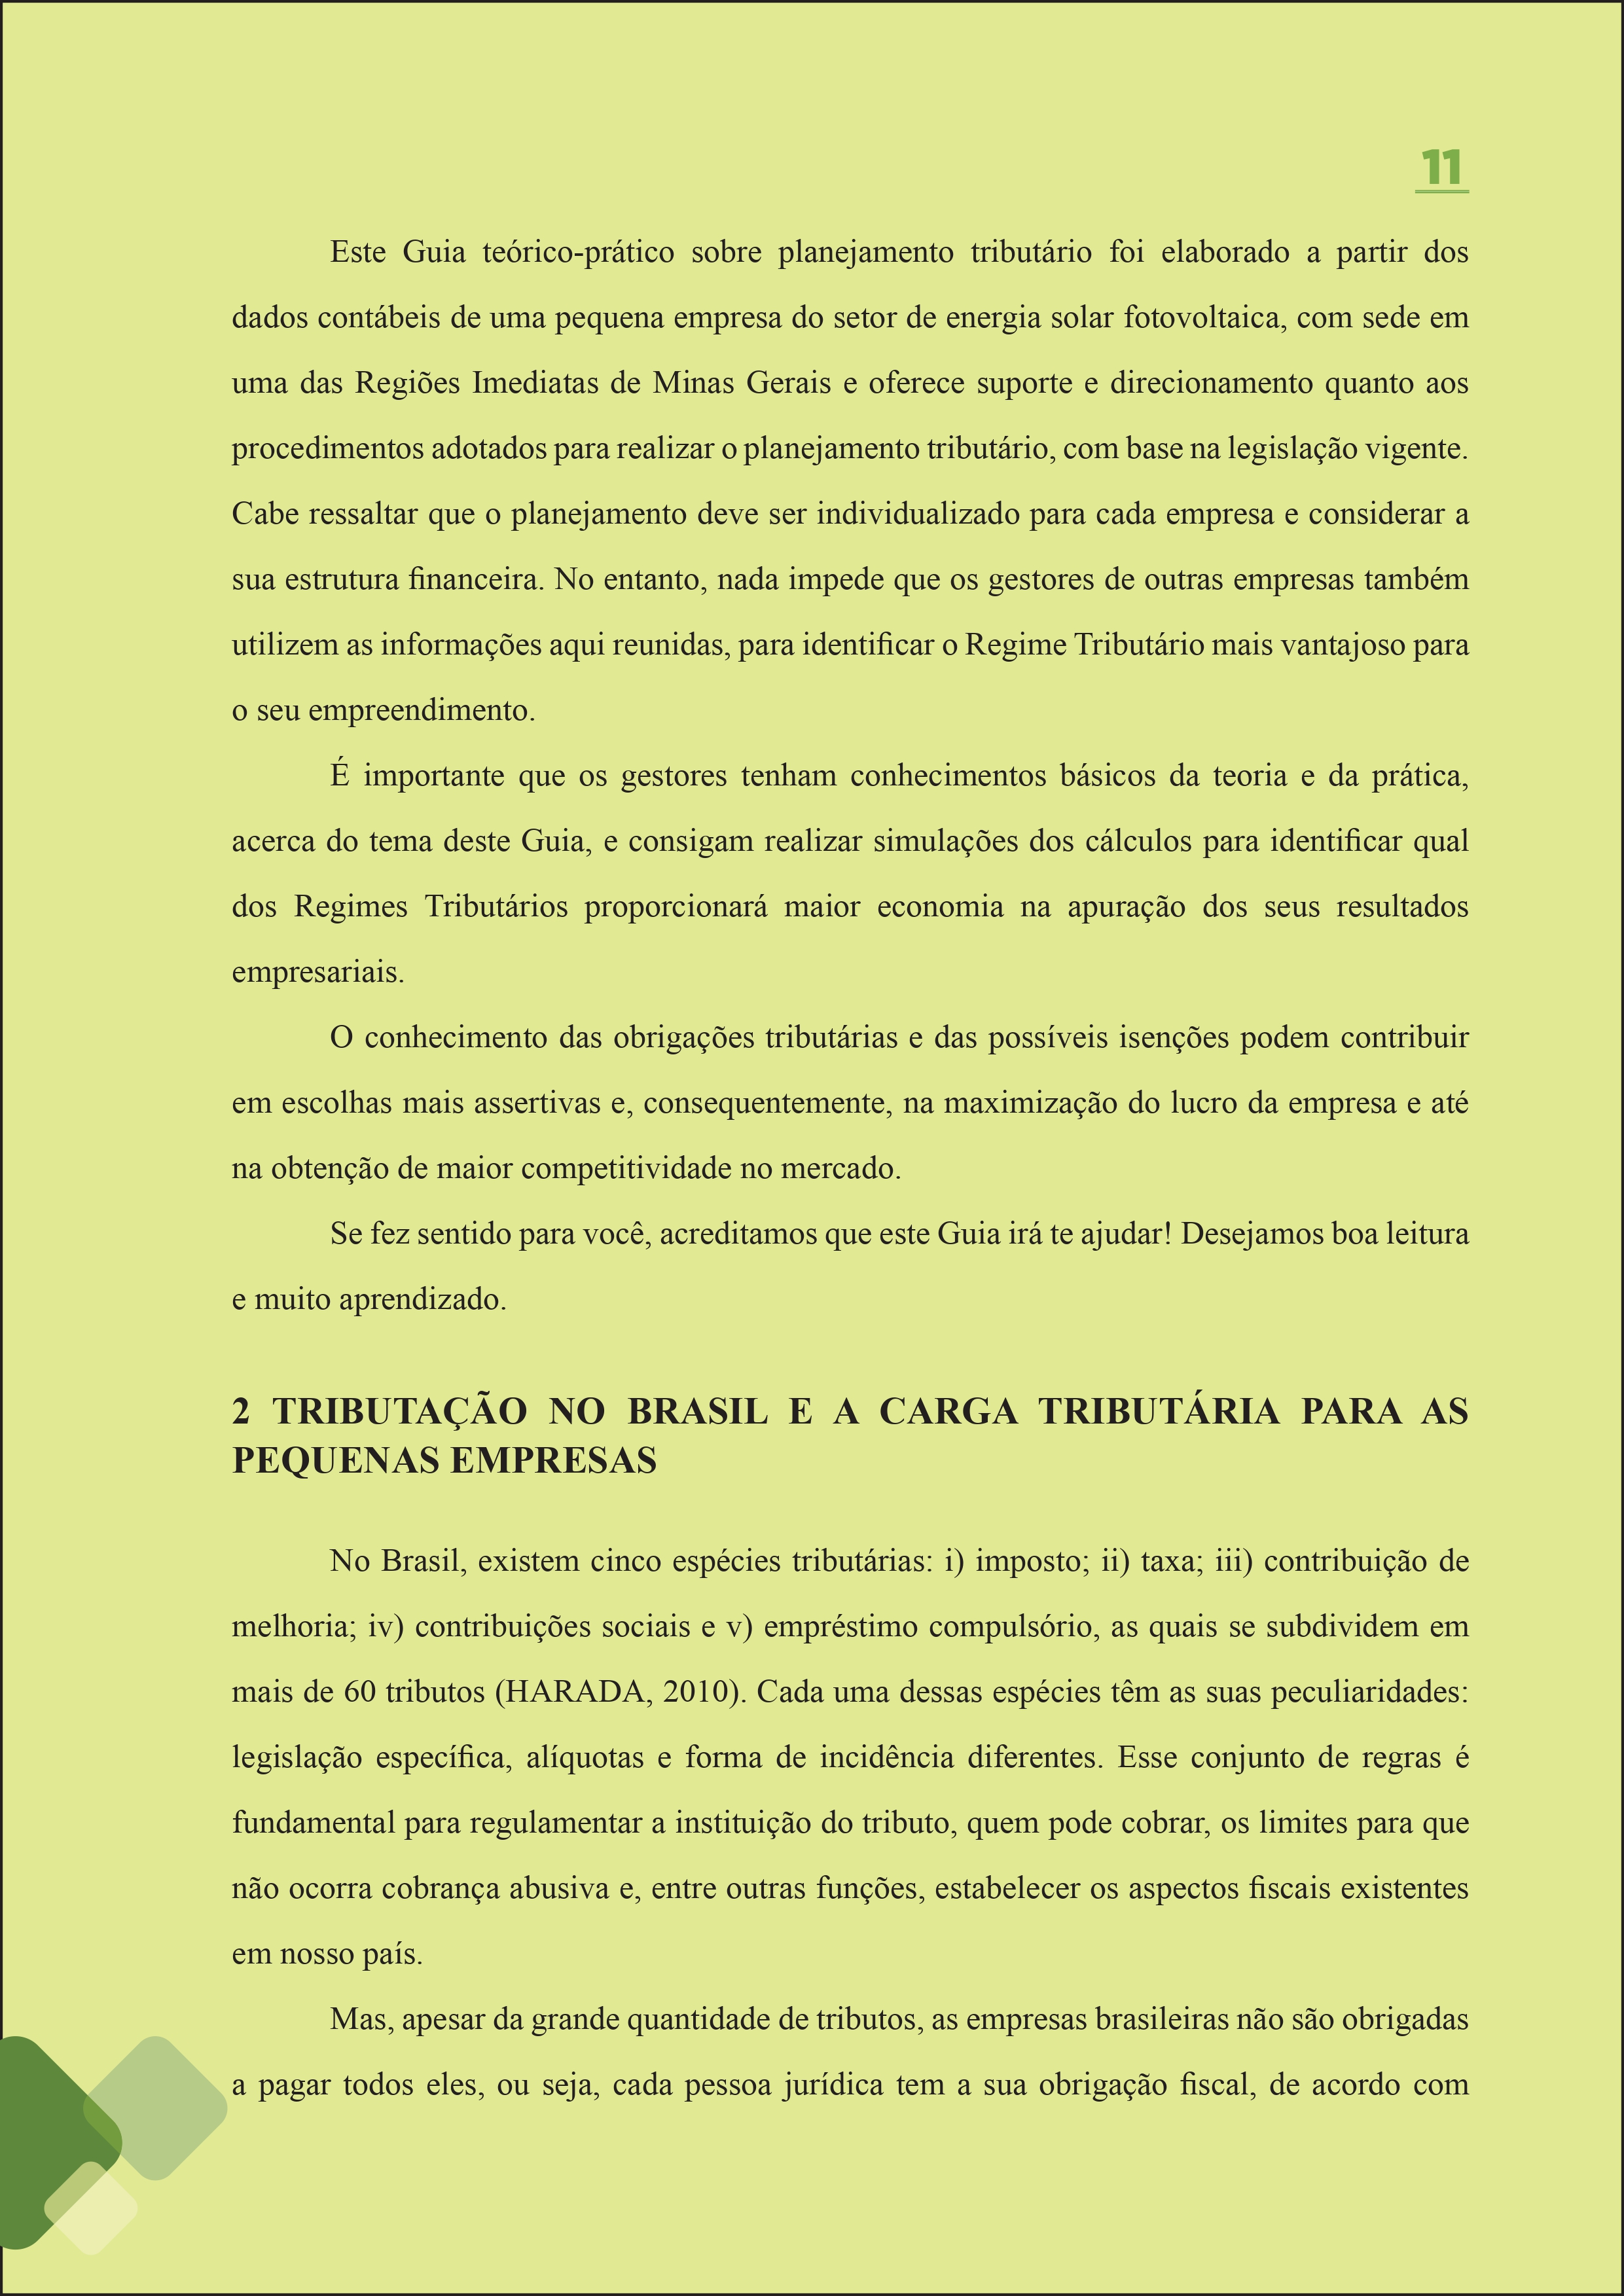 11
Este Guia teórico-prático sobre planejamento tributário foi elaborado a partir dos
dados contábeis de uma pequena empresa do setor de energia solar fotovoltaica, com sede em
uma das Regiões Imediatas de Minas Gerais e oferece suporte e direcionamento quanto aos
procedimentos adotados para realizar o planejamento tributário, com base na legislação vigente.
Cabe ressaltar que o planejamento deve ser individualizado para cada empresa e considerar a
sua estrutura financeira. No entanto, nada impede que os gestores de outras empresas também
utilizem as informações aqui reunidas, para identificar o Regime Tributário mais vantajoso para
o seu empreendimento.
É importante que os gestores tenham conhecimentos básicos da teoria e da prática,
acerca do tema deste Guia, e consigam realizar simulações dos cálculos para identificar qual
dos Regimes Tributários proporcionará maior economia na apuração dos seus resultados
empresariais.
O conhecimento das obrigações tributárias e das possíveis isenções podem contribuir
em escolhas mais assertivas e, consequentemente, na maximização do lucro da empresa e até
na obtenção de maior competitividade no mercado.
Se fez sentido para você, acreditamos que este Guia irá te ajudar! Desejamos boa leitura
e muito aprendizado.
2 TRIBUTAÇÃO NO BRASIL E A CARGA TRIBUTÁRIA PARA AS
PEQUENAS EMPRESAS
No Brasil, existem cinco espécies tributárias: i) imposto; ii) taxa; iii) contribuição de
melhoria; iv) contribuições sociais e v) empréstimo compulsório, as quais se subdividem em
mais de 60 tributos (HARADA, 2010). Cada uma dessas espécies têm as suas peculiaridades:
legislação específica, alíquotas e forma de incidência diferentes. Esse conjunto de regras é
fundamental para regulamentar a instituição do tributo, quem pode cobrar, os limites para que
não ocorra cobrança abusiva e, entre outras funções, estabelecer os aspectos fiscais existentes
em nosso país.
Mas, apesar da grande quantidade de tributos, as empresas brasileiras não são obrigadas
a pagar todos eles, ou seja, cada pessoa jurídica tem a sua obrigação fiscal, de acordo com